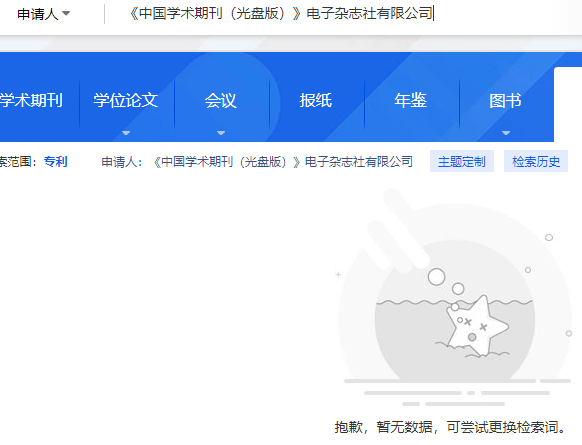 申请人 《中国学术期刊（光盘版）》电子杂志社有限公司
学术期刊 学位论文 会议 报纸 年鉴 图书
索范围：专利 申请人：《中国学术期刊（光盘版）》电子杂志社有限公司 主题定制 检索历史
抱歉，暂无数据，可尝试更换检索词。